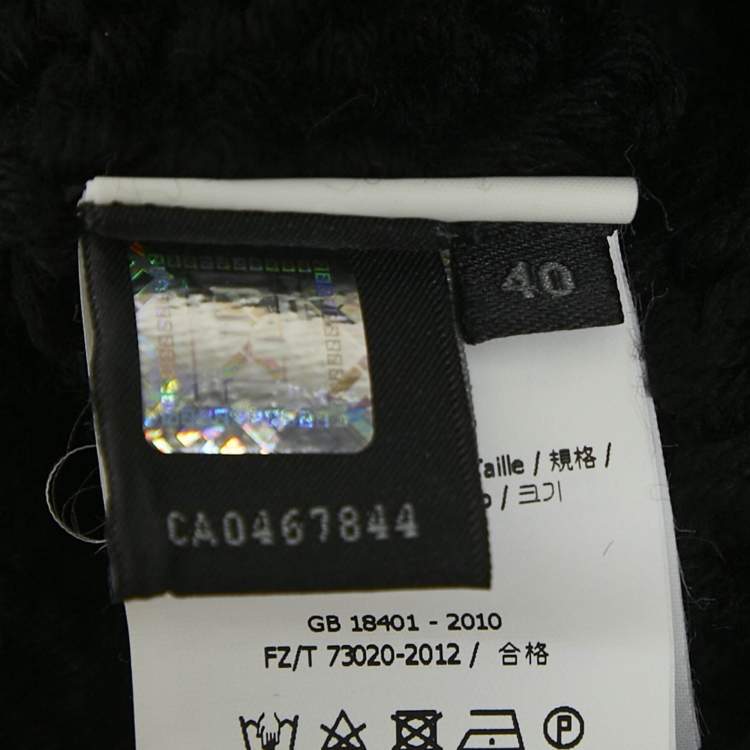 40
aille / 規格 /
/ 크기
CA0467844
GB 18401 - 2010
FZ/T 73020-2012 / 合格
P